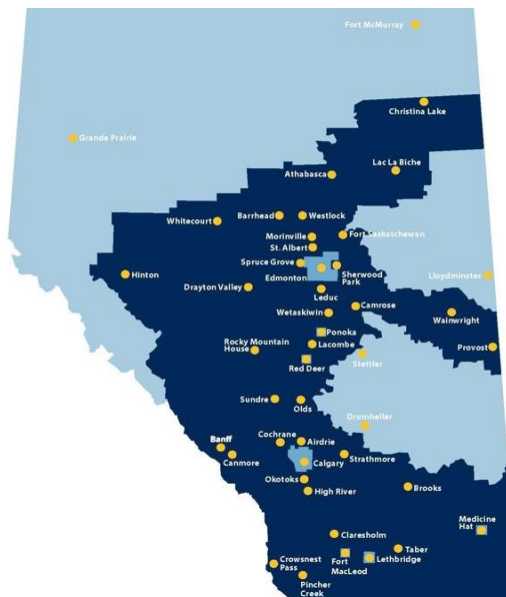 Fort McMurray
Christina Lake
Grande Prairie
Lac La Biche
Athabasca
Barrhead
Westlock
Whitecourt
Morinville
Fort Saskatchewan
St. Albert
Spruce Grove
Sherwood
Park
Edmonton
Hinton
Lloydminster
Drayton Valley
Leduc
Camrose
Wetaskiwin
Wainwright
Ponoka
Rocky Mountain
House
Lacombe
Provost
Red Deer
Stettler
Sundre
Olds
Drumheller
Banff
Cochrane
Airdrie
Canmore
Calgary
Strathmore
Okotoks
High River
Brooks
Medicine
Hat
Claresholm
Taber
Crowsnest
Pass
Fort
MacLeod
Lethbridge
Pincher
Creek